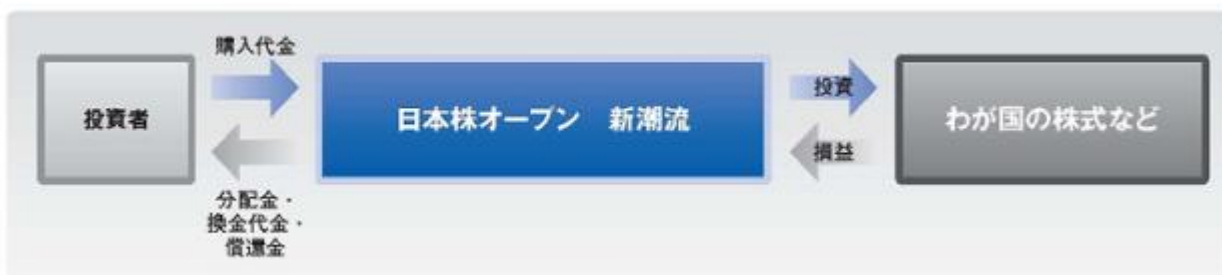 購入代金
投資者
日本株オープン　新潮流
投資
わが国の株式など
損益
分配金・
換金代金・
償還金